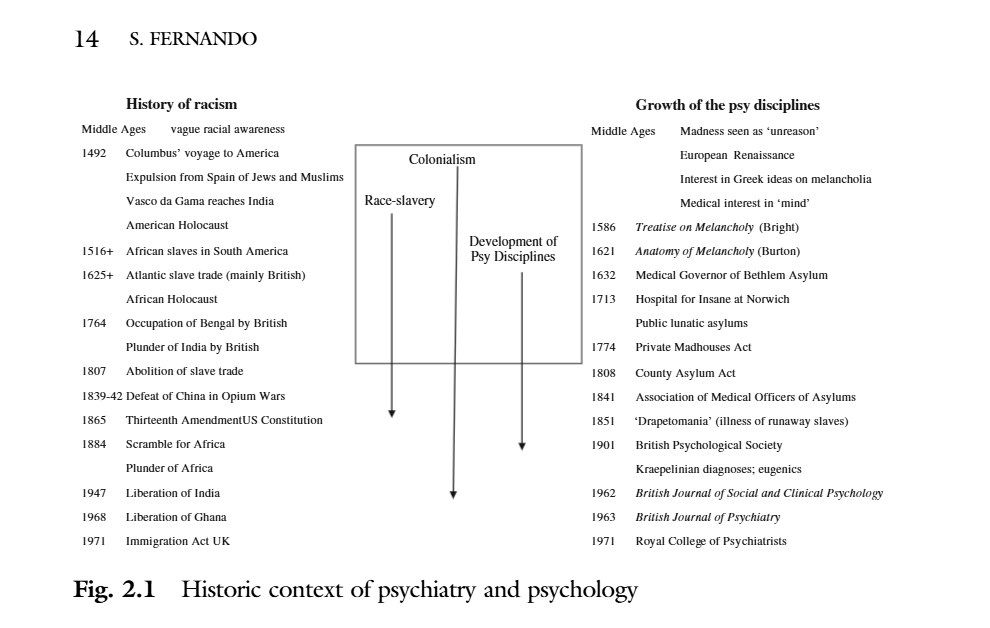 14 S. FERNANDO
History of racism
Middle Ages vague racial awareness
1492 Columbus’ voyage to America
Expulsion from Spain of Jews and Muslims
Vasco da Gama reaches India
American Holocaust
1516+ African slaves in South America
1625+ Atlantic slave trade (mainly British)
African Holocaust
1764 Occupation of Bengal by British
Plunder of India by British
1807 Abolition of slave trade
1839-42 Defeat of China in Opium Wars
1865 Thirteenth AmendmentUS Constitution
1884 Scramble for Africa
Plunder of Africa
1947 Liberation of India
1968 Liberation of Ghana
1971 Immigration Act UK
Colonialism
Race-slavery
Development of
Psy Disciplines
Growth of the psy disciplines
Middle Ages Madness seen as ‘unreason’
European Renaissance
Interest in Greek ideas on melancholia
Medical interest in ‘mind’
1586 Treatise on Melancholy (Bright)
1621 Anatomy of Melancholy (Burton)
1632 Medical Governor of Bethlem Asylum
1713 Hospital for Insane at Norwich
Public lunatic asylums
1774 Private Madhouses Act
1808 County Asylum Act
1841 Association of Medical Officers of Asylums
1851 ‘Drapetomania’ (illness of runaway slaves)
1901 British Psychological Society
Kraepelinian diagnoses; eugenics
1962 British Journal of Social and Clinical Psychology
1963 British Journal of Psychiatry
1971 Royal College of Psychiatrists
Fig. 2.1 Historic context of psychiatry and psychology